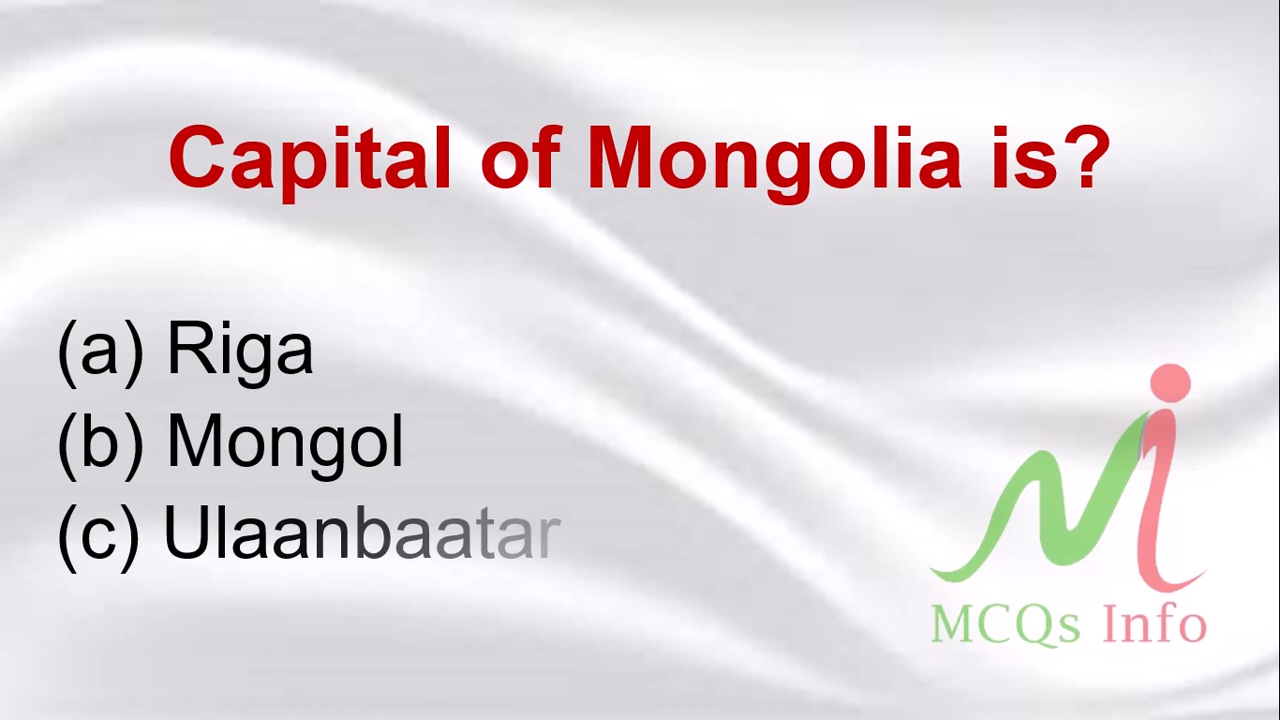 Capital of Mongolia is?
(a) Riga
(b) Mongol
(c) Ulaanbaatar
MCQs Info